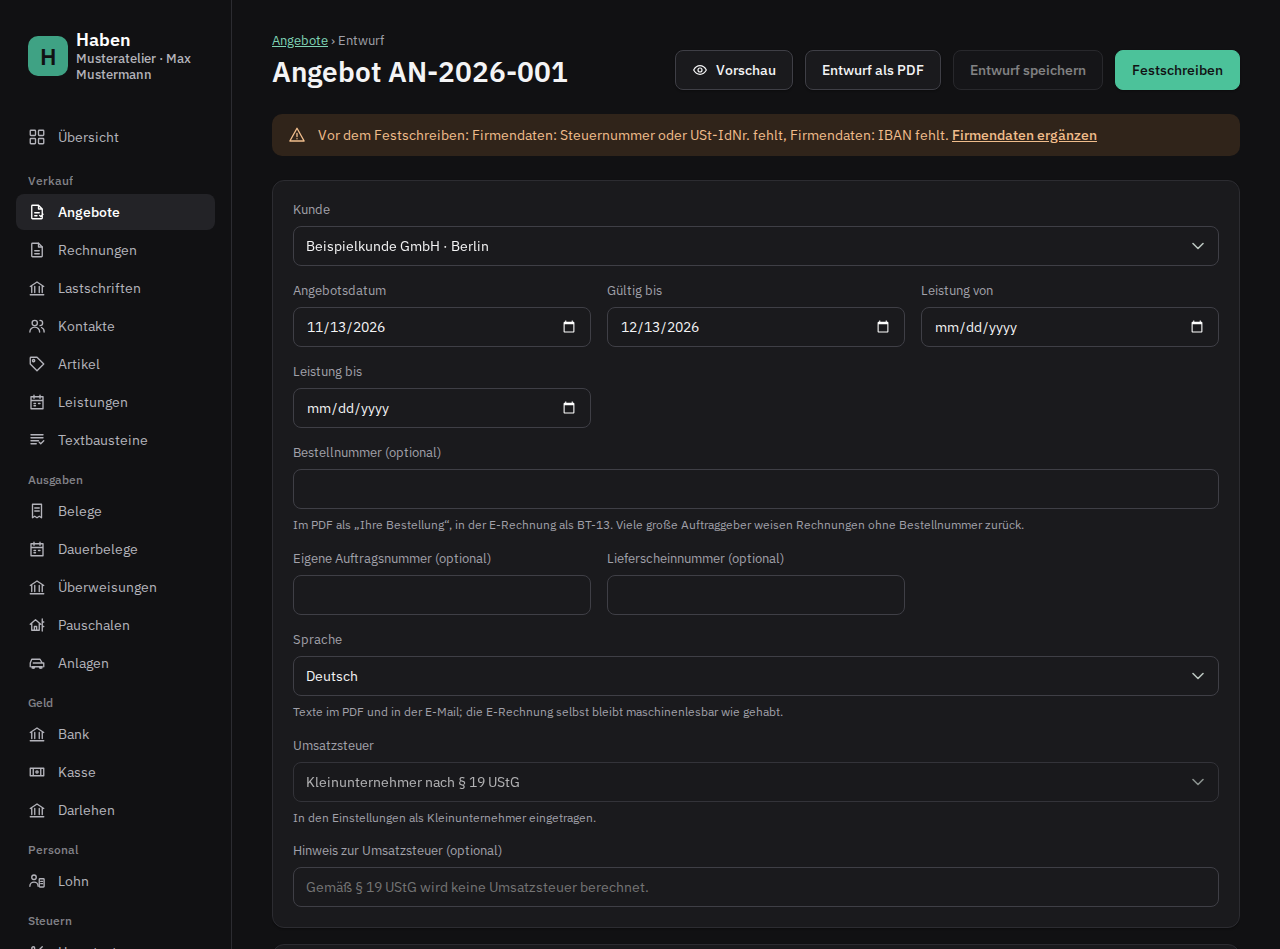 H
Haben
Musteratelier · Max
Mustermann
Übersicht
Verkauf
Angebote
Rechnungen
Lastschriften
Kontakte
Artikel
Leistungen
Textbausteine
Ausgaben
Belege
Dauerbelege
Überweisungen
Pauschalen
Anlagen
Geld
Bank
Kasse
Darlehen
Personal
Lohn
Steuern
Angebote › Entwurf
Angebot AN-2026-001
Vorschau
Entwurf als PDF
Entwurf speichern
Festschreiben
Vor dem Festschreiben: Firmendaten: Steuernummer oder USt-IdNr. fehlt, Firmendaten: IBAN fehlt. Firmendaten ergänzen
Kunde
Beispielkunde GmbH · Berlin
Angebotsdatum
Gültig bis
Leistung von
11/13/2026
12/13/2026
mm/dd/yyyy
Leistung bis
mm/dd/yyyy
Bestellnummer (optional)
Im PDF als „Ihre Bestellung“, in der E-Rechnung als BT-13. Viele große Auftraggeber weisen Rechnungen ohne Bestellnummer zurück.
Eigene Auftragsnummer (optional)
Lieferscheinnummer (optional)
Sprache
Deutsch
Texte im PDF und in der E-Mail; die E-Rechnung selbst bleibt maschinenlesbar wie gehabt.
Umsatzsteuer
Kleinunternehmer nach § 19 UStG
In den Einstellungen als Kleinunternehmer eingetragen.
Hinweis zur Umsatzsteuer (optional)
Gemäß § 19 UStG wird keine Umsatzsteuer berechnet.